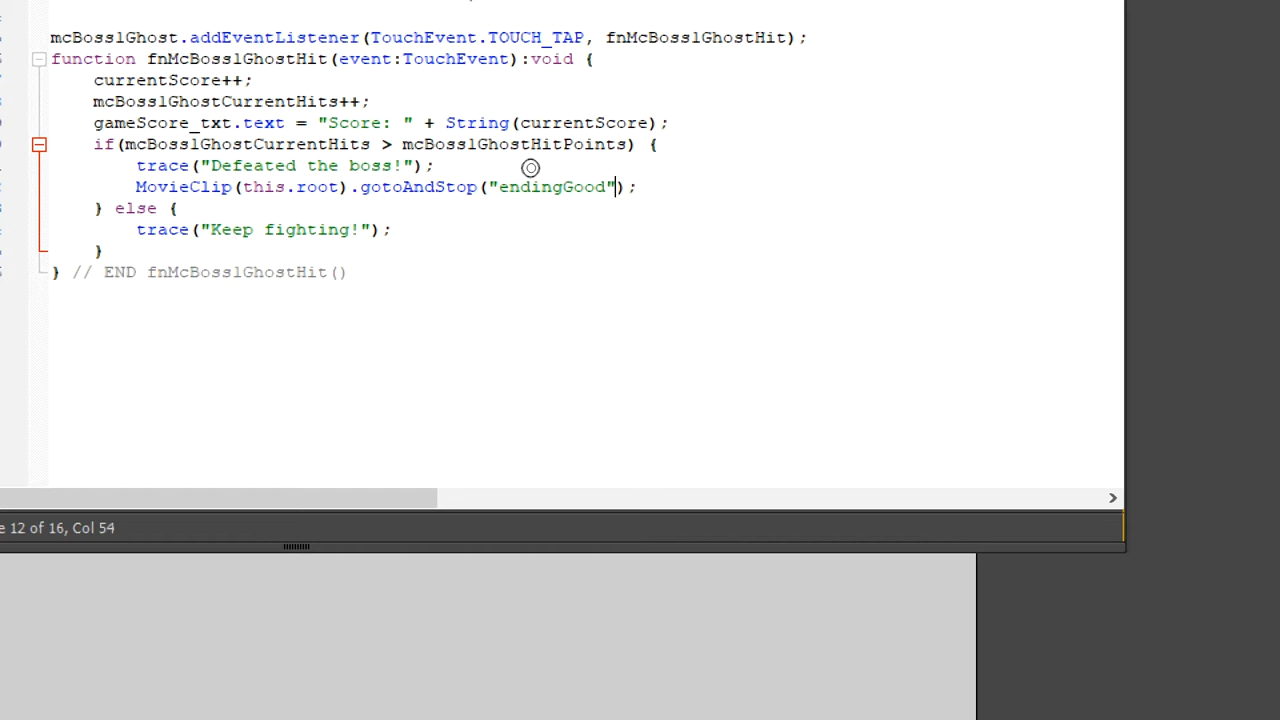 mcBoss1Ghost.addEventListener(TouchEvent.TOUCH_TAP, fnMcBoss1GhostHit);
function fnMcBoss1GhostHit(event:TouchEvent):void {
currentScore++;
mcBoss1GhostCurrentHits++;
gameScore_txt.text = "Score: " + String(currentScore);
if(mcBoss1GhostCurrentHits > mcBoss1GhostHitPoints) {
trace("Defeated the boss!");
MovieClip(this.root).gotoAndStop("endingGood");
} else {
trace("Keep fighting!");
}
} // END fnMcBoss1GhostHit()
12 of 16, Col 54